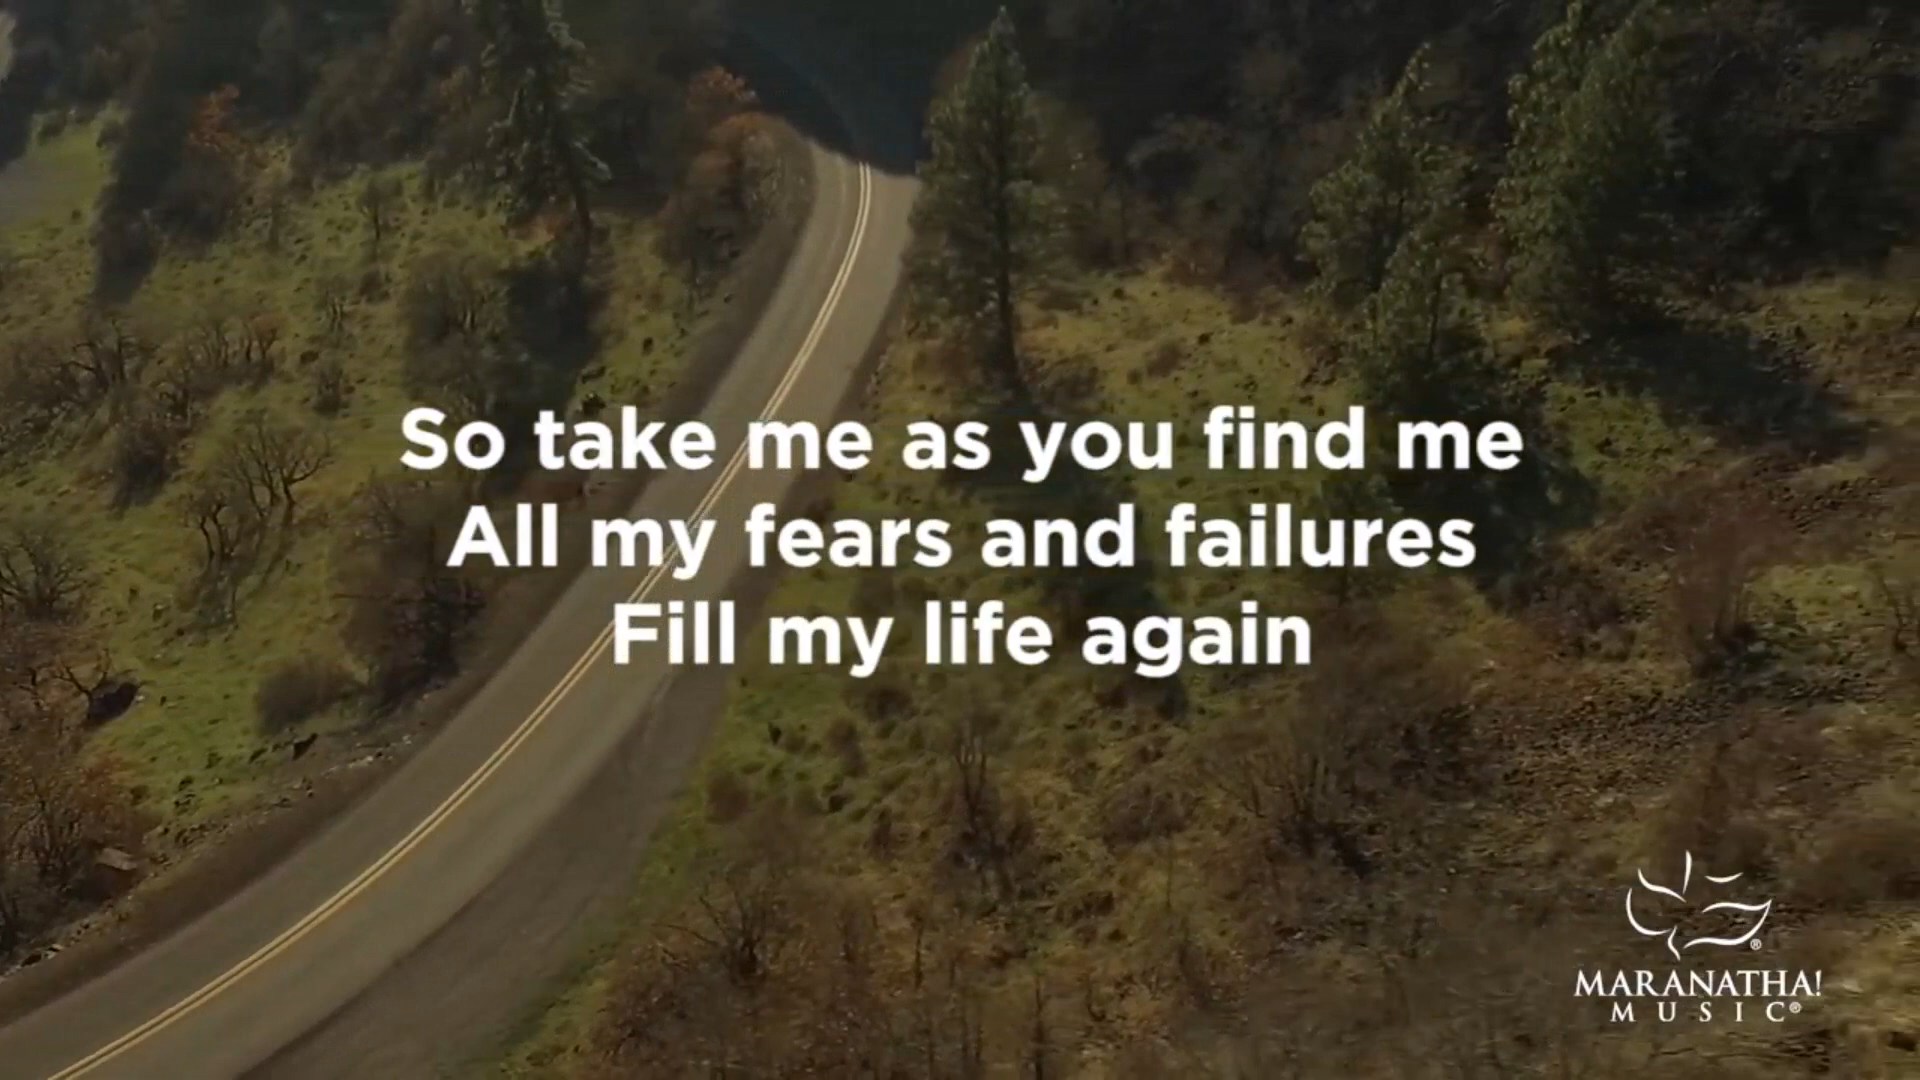 So take me as you find me
All my fears and failures
Fill my life again
MARANATHA!
MUSIC®